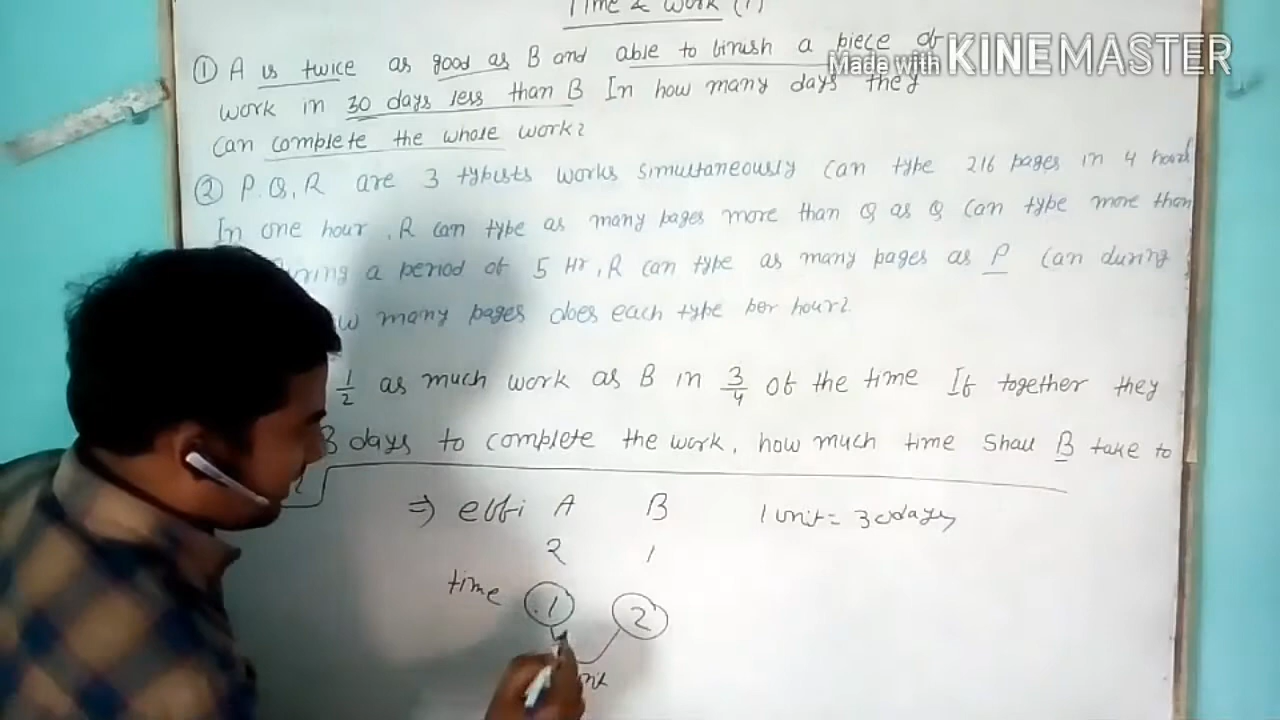 Time & Work (1)
Made with KINEMASTER
① A is twice as good as B and able to finish a piece of
work in 30 days less than B In how many days they
can complete the whole work?
② P.Q,R are 3 typists works simultaneously can type 216 pages in 4 hour
In one hour, R can type as many pages more than Q as Q can type more than
a period of 5 Hr, R can type as many pages as P can during
many pages does each type per hour?
1/2 as much work as B in 3/4 of the time If together they
days to complete the work, how much time shall B take to
⇒ effi A B 1 unit = 30days
2 1
time 1 2